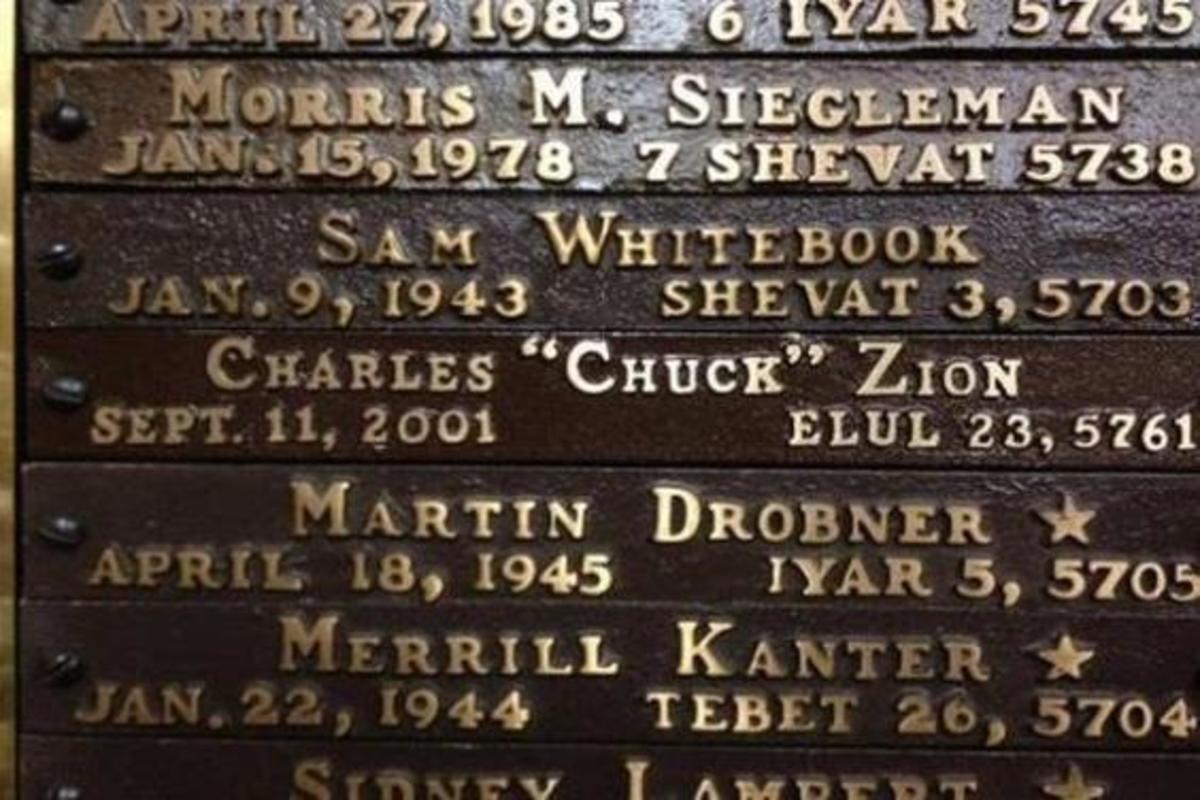 APRIL 27, 1985 6 IYAR 5745
MORRIS M. SIEGLEMAN
JAN. 15, 1978 7 SHEVAT 5738
SAM WHITEBOOK
JAN. 9, 1943 SHEVAT 3, 5703
CHARLES “CHUCK” ZION
SEPT. 11, 2001 ELUL 23, 5761
MARTIN DROBNER ★
APRIL 18, 1945 IYAR 5, 5705
MERRILL KANTER ★
JAN. 22, 1944 TEBET 26, 5704
SIDNEY LAMPERT ★